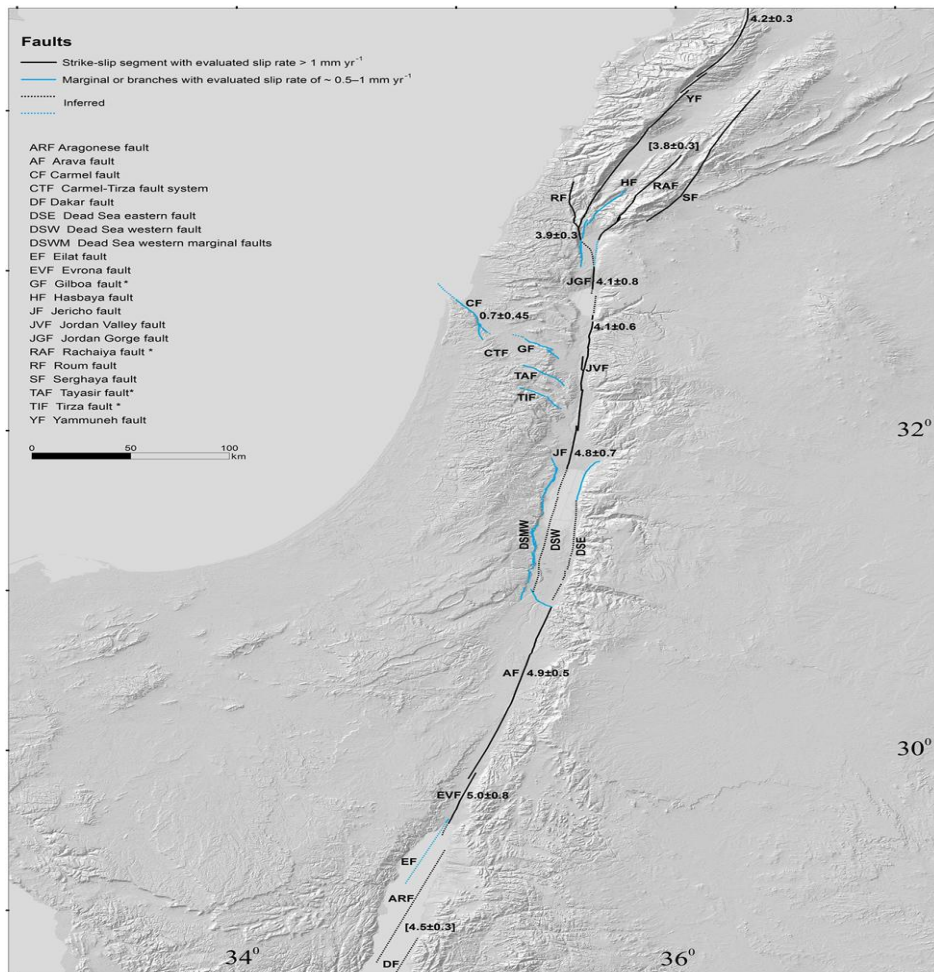 Faults
Strike-slip segment with evaluated slip rate > 1 mm yr⁻¹
Marginal or branches with evaluated slip rate of ~ 0.5–1 mm yr⁻¹
Inferred
ARF Aragonese fault
AF Arava fault
CF Carmel fault
CTF Carmel-Tirza fault system
DF Dakar fault
DSE Dead Sea eastern fault
DSW Dead Sea western fault
DSWM Dead Sea western marginal faults
EF Eilat fault
EVF Evrona fault
GF Gilboa fault*
HF Hasbaya fault
JF Jericho fault
JVF Jordan Valley fault
JGF Jordan Gorge fault
RAF Rachaiya fault *
RF Roum fault
SF Serghaya fault
TAF Tayasir fault*
TIF Tirza fault *
YF Yammuneh fault
0 50 100
km
4.2±0.3
YF
[3.8±0.3]
HF
RAF
RF
SF
3.9±0.3
JGF 4.1±0.8
CF
0.7±0.45
4.1±0.6
CTF
GF
JVF
TAF
TIF
32⁰
JF 4.8±0.7
DSMW
DSW
DSE
AF 4.9±0.5
30⁰
EVF 5.0±0.8
EF
ARF
[4.5±0.3]
34⁰
36⁰
DF